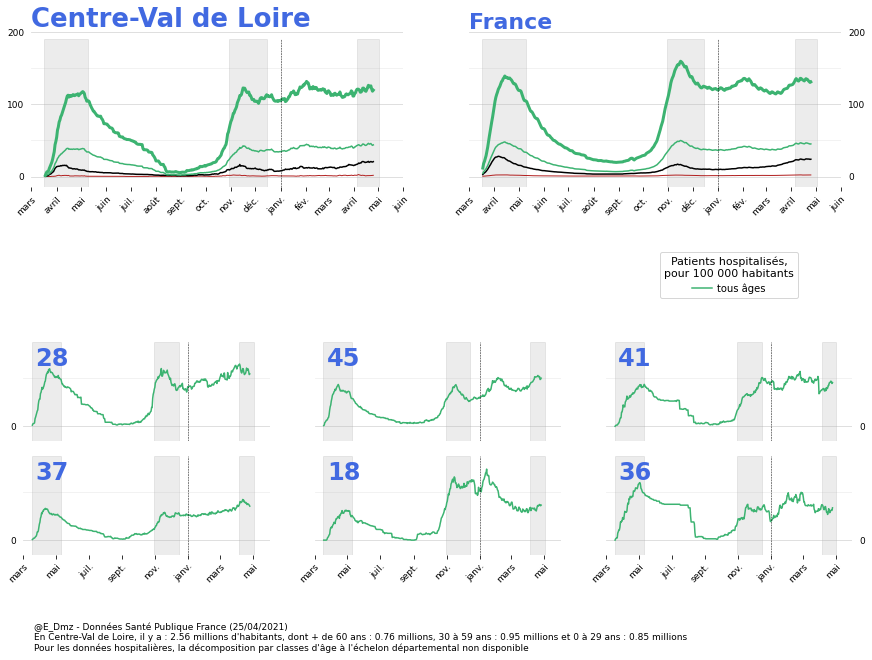 Centre-Val de Loire
France
200
200
100
100
0
0
mars avril mai juin juil. août sept. oct. nov. déc. janv. fév. mars avril mai juin
mars avril mai juin juil. août sept. oct. nov. déc. janv. fév. mars avril mai juin
Patients hospitalisés,
pour 100 000 habitants
tous âges
28
45
41
0
0
37
18
36
0
0
mars mai juil. sept. nov. janv. mars mai
mars mai juil. sept. nov. janv. mars mai
mars mai juil. sept. nov. janv. mars mai
@E_Dmz - Données Santé Publique France (25/04/2021)
En Centre-Val de Loire, il y a : 2.56 millions d'habitants, dont + de 60 ans : 0.76 millions, 30 à 59 ans : 0.95 millions et 0 à 29 ans : 0.85 millions
Pour les données hospitalières, la décomposition par classes d'âge à l'échelon départemental non disponible